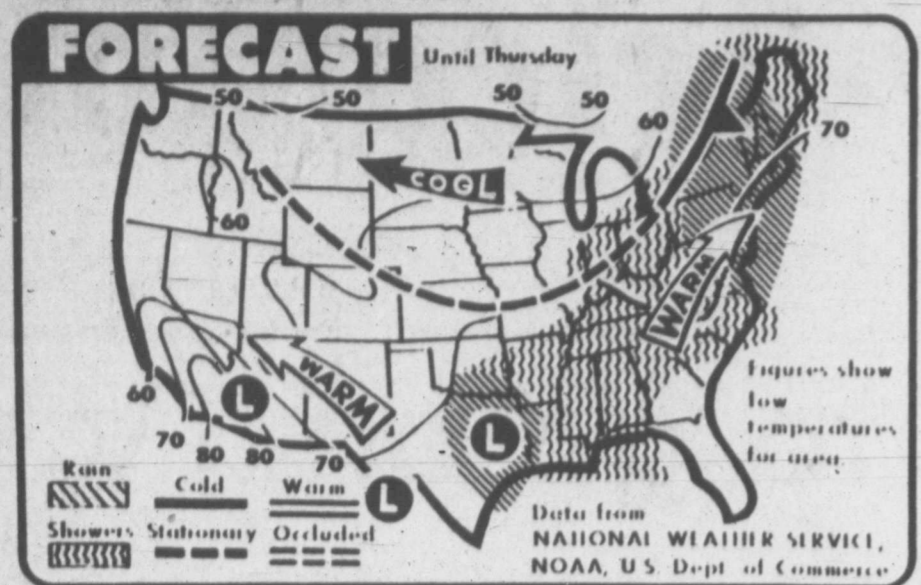 FORECAST Until Thursday
50 50 50 50
60
70
COOL
60
WARM
WARM
L
L
60
70 80 80 70
L
Figures show
low
temperatures
for area.
Rain Cold Warm
Showers Stationary Occluded
Data from
NATIONAL WEATHER SERVICE,
NOAA, U.S. Dept. of Commerce